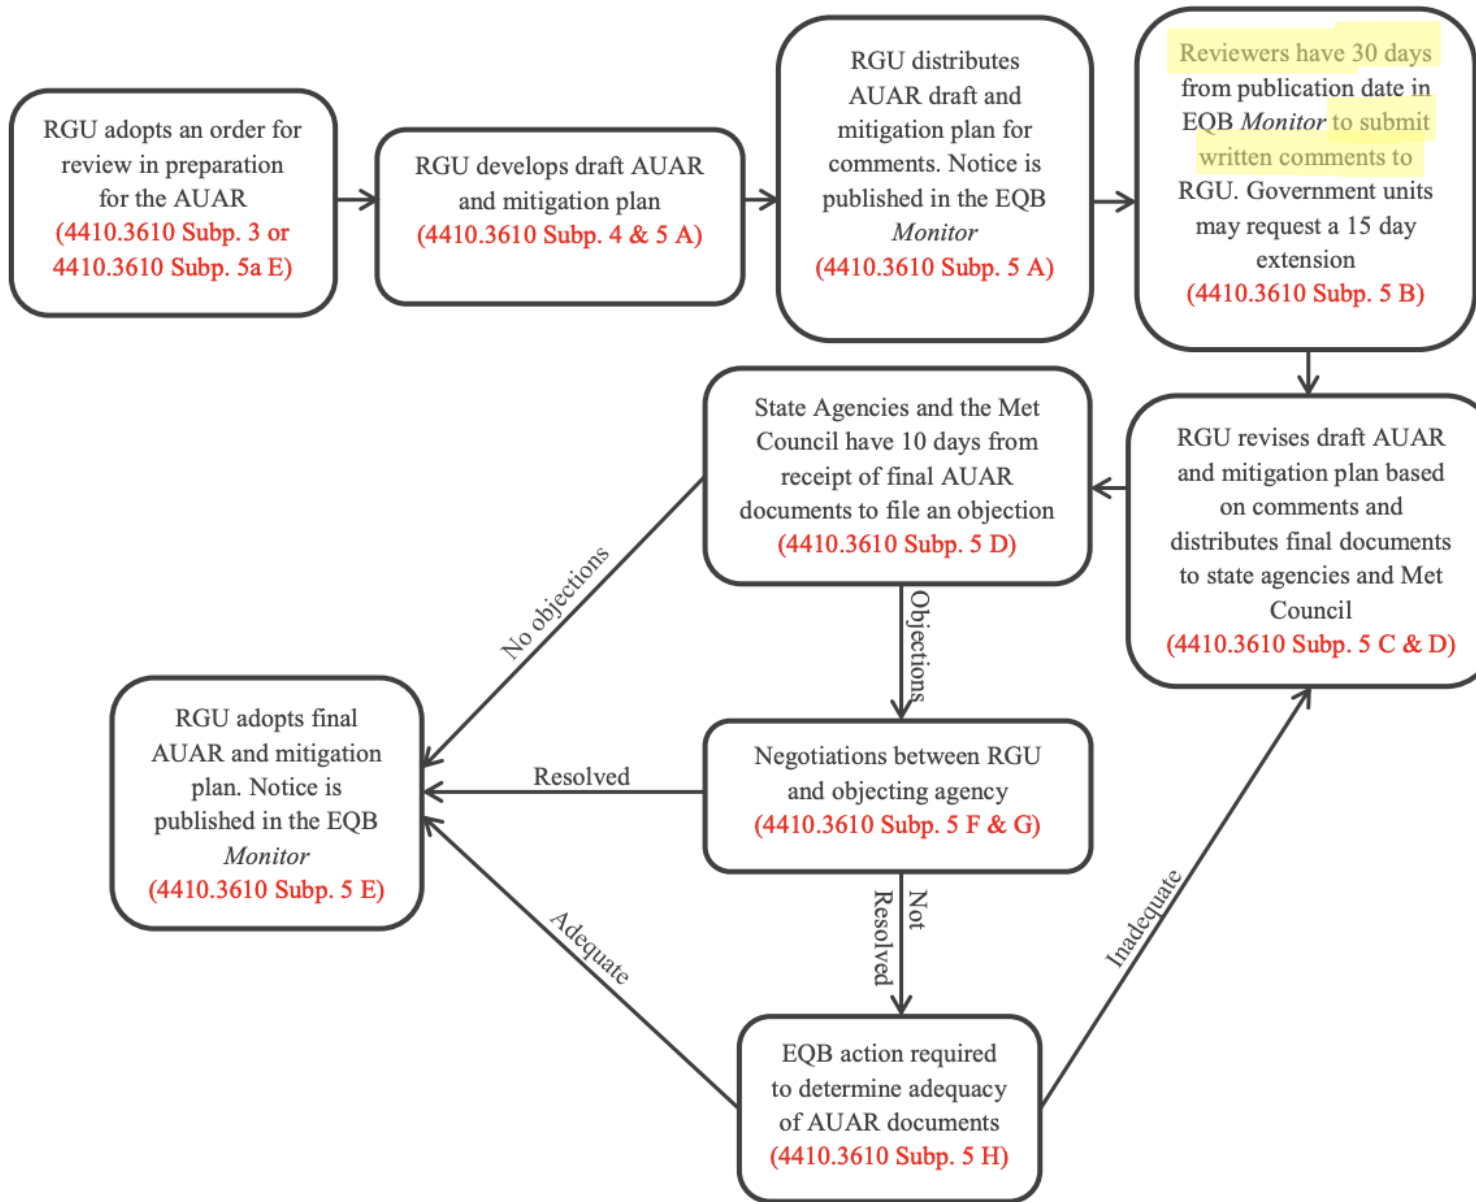 RGU adopts an order for
review in preparation
for the AUAR
(4410.3610 Subp. 3 or
4410.3610 Subp. 5a E)
RGU develops draft AUAR
and mitigation plan
(4410.3610 Subp. 4 & 5 A)
RGU distributes
AUAR draft and
mitigation plan for
comments. Notice is
published in the EQB
Monitor
(4410.3610 Subp. 5 A)
Reviewers have 30 days
from publication date in
EQB Monitor to submit
written comments to
RGU. Government units
may request a 15 day
extension
(4410.3610 Subp. 5 B)
RGU revises draft AUAR
and mitigation plan based
on comments and
distributes final documents
to state agencies and Met
Council
(4410.3610 Subp. 5 C & D)
State Agencies and the Met
Council have 10 days from
receipt of final AUAR
documents to file an objection
(4410.3610 Subp. 5 D)
No objections
Objections
RGU adopts final
AUAR and mitigation
plan. Notice is
published in the EQB
Monitor
(4410.3610 Subp. 5 E)
Resolved
Negotiations between RGU
and objecting agency
(4410.3610 Subp. 5 F & G)
Not
Resolved
Adequate
Inadequate
EQB action required
to determine adequacy
of AUAR documents
(4410.3610 Subp. 5 H)